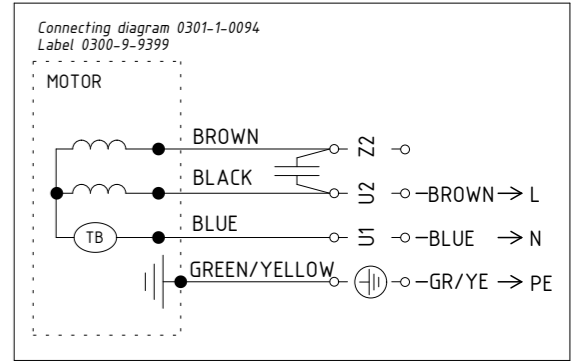 Connecting diagram 0301-1-0094
Label 0300-9-9399
MOTOR
BROWN Z2
BLACK U2 BROWN L
TB BLUE U1 BLUE N
GREEN/YELLOW GR/YE PE